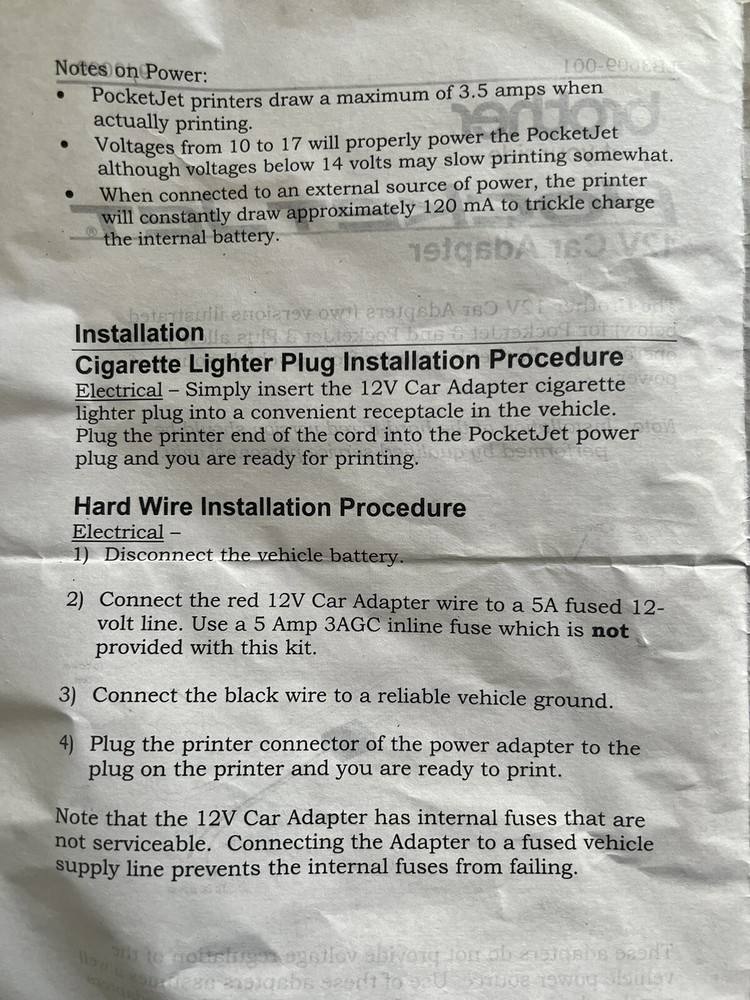 Notes on Power:
• PocketJet printers draw a maximum of 3.5 amps when
actually printing.
• Voltages from 10 to 17 will properly power the PocketJet
although voltages below 14 volts may slow printing somewhat.
• When connected to an external source of power, the printer
will constantly draw approximately 120 mA to trickle charge
the internal battery.
Installation
Cigarette Lighter Plug Installation Procedure
Electrical – Simply insert the 12V Car Adapter cigarette
lighter plug into a convenient receptacle in the vehicle.
Plug the printer end of the cord into the PocketJet power
plug and you are ready for printing.
Hard Wire Installation Procedure
Electrical –
1) Disconnect the vehicle battery.
2) Connect the red 12V Car Adapter wire to a 5A fused 12-
volt line. Use a 5 Amp 3AGC inline fuse which is not
provided with this kit.
3) Connect the black wire to a reliable vehicle ground.
4) Plug the printer connector of the power adapter to the
plug on the printer and you are ready to print.
Note that the 12V Car Adapter has internal fuses that are
not serviceable. Connecting the Adapter to a fused vehicle
supply line prevents the internal fuses from failing.